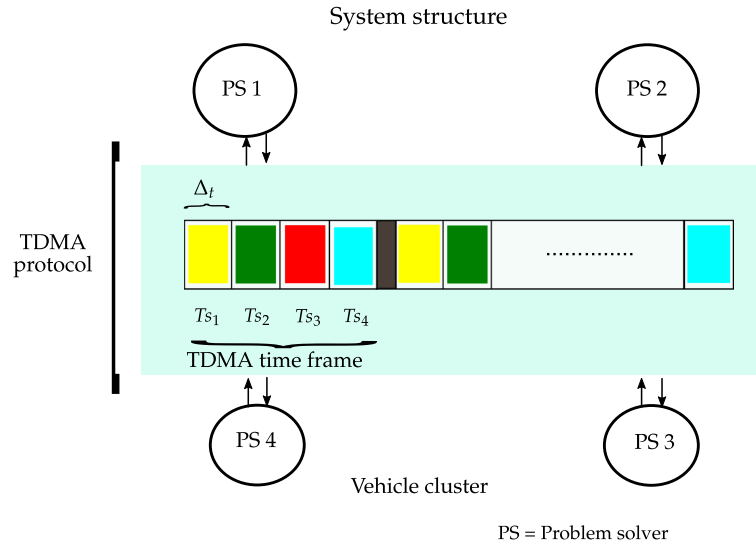 System structure
PS 1
PS 2
Δt
TDMA
protocol
..............
Ts1
Ts2
Ts3
Ts4
TDMA time frame
PS 4
PS 3
Vehicle cluster
PS = Problem solver